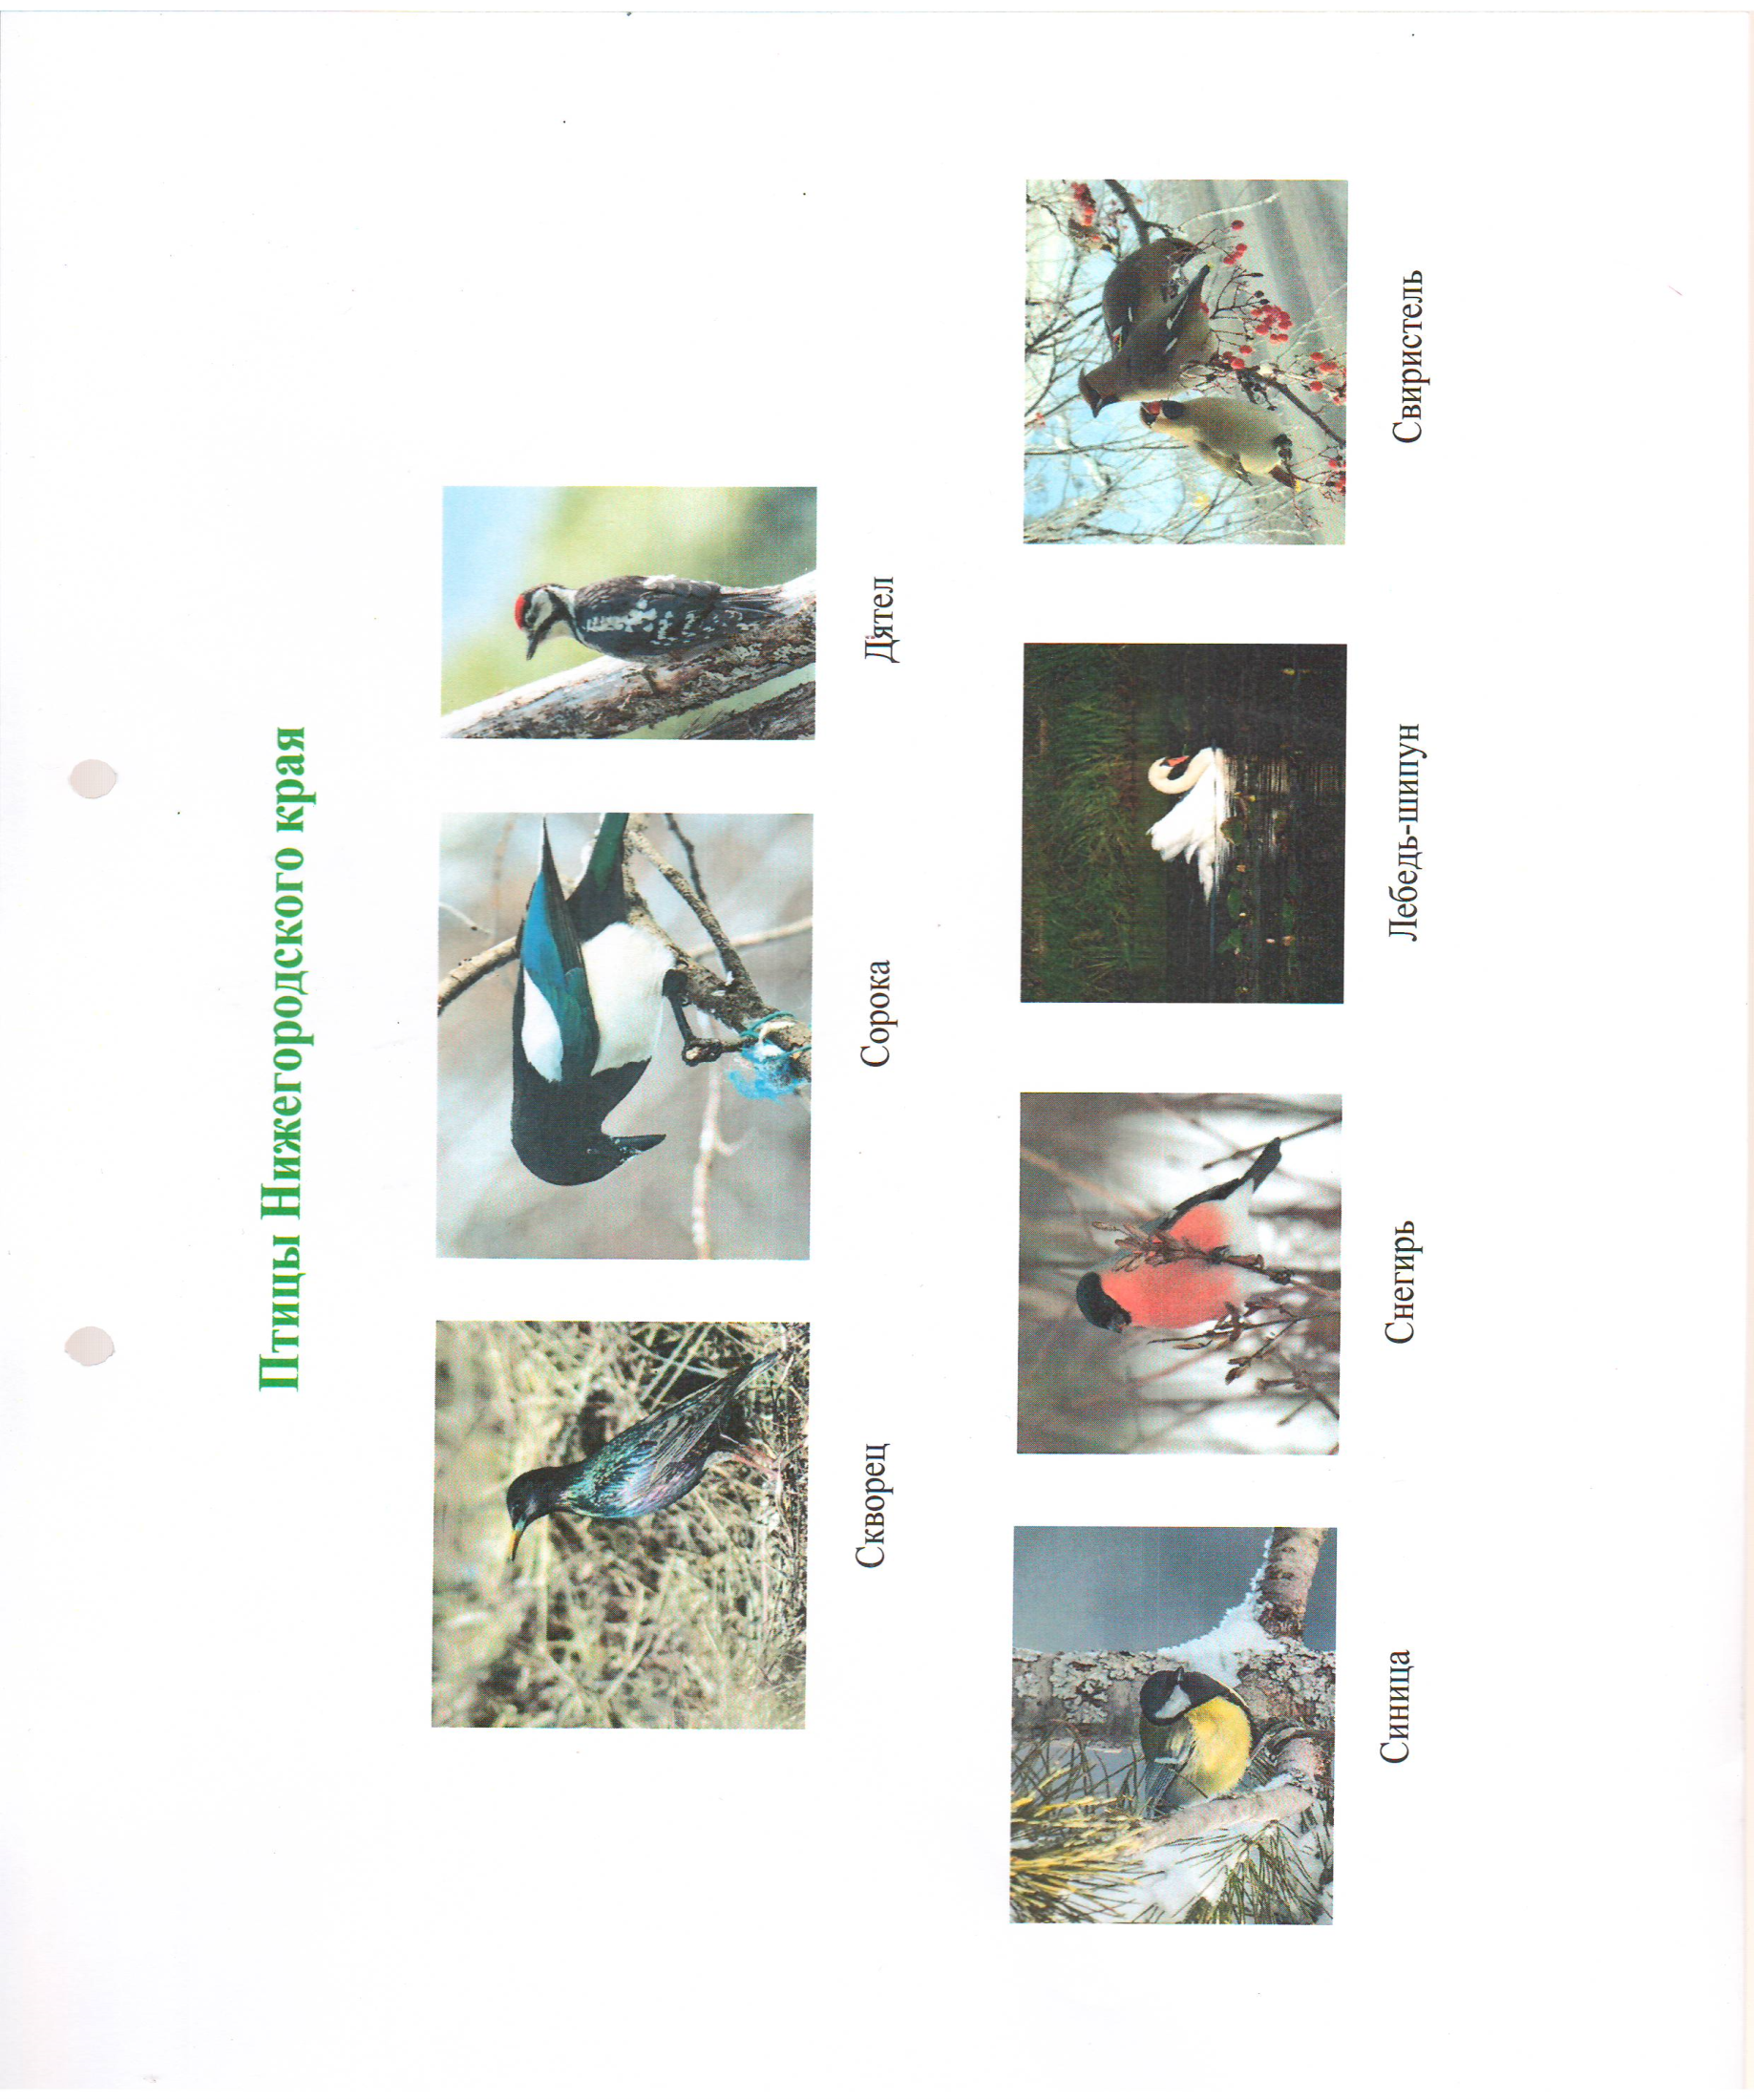 Птицы Нижегородского края
Скворец
Сорока
Дятел
Синица
Снегирь
Лебедь-шипун
Свиристель